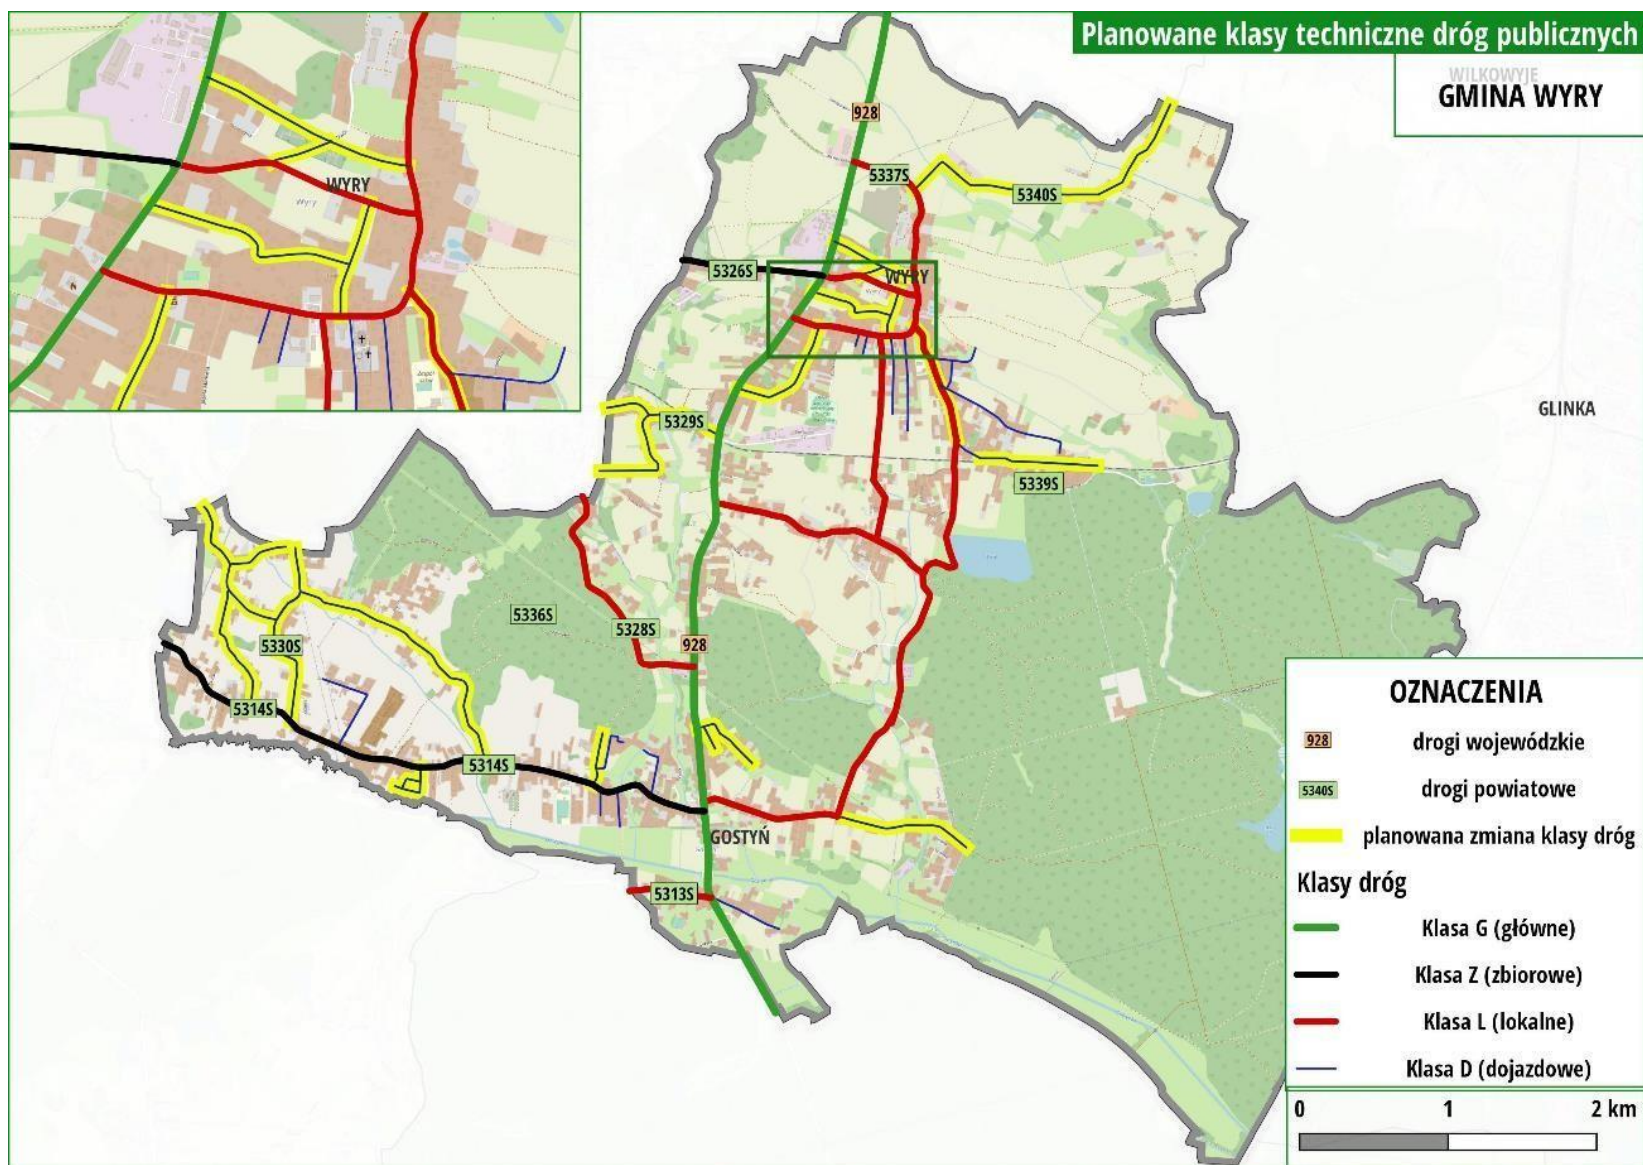 Planowane klasy techniczne dróg publicznych
WILKOWYJE
GMINA WYRY
WYRY
Wyry
928
5337S
5340S
5326S
WYRY
5329S
GLINKA
5339S
5336S
5328S
928
5330S
5314S
5314S
GOSTYŃ
5313S
OZNACZENIA
928 drogi wojewódzkie
5340S drogi powiatowe
planowana zmiana klasy dróg
Klasy dróg
Klasa G (główne)
Klasa Z (zbiorowe)
Klasa L (lokalne)
Klasa D (dojazdowe)
0 1 2 km